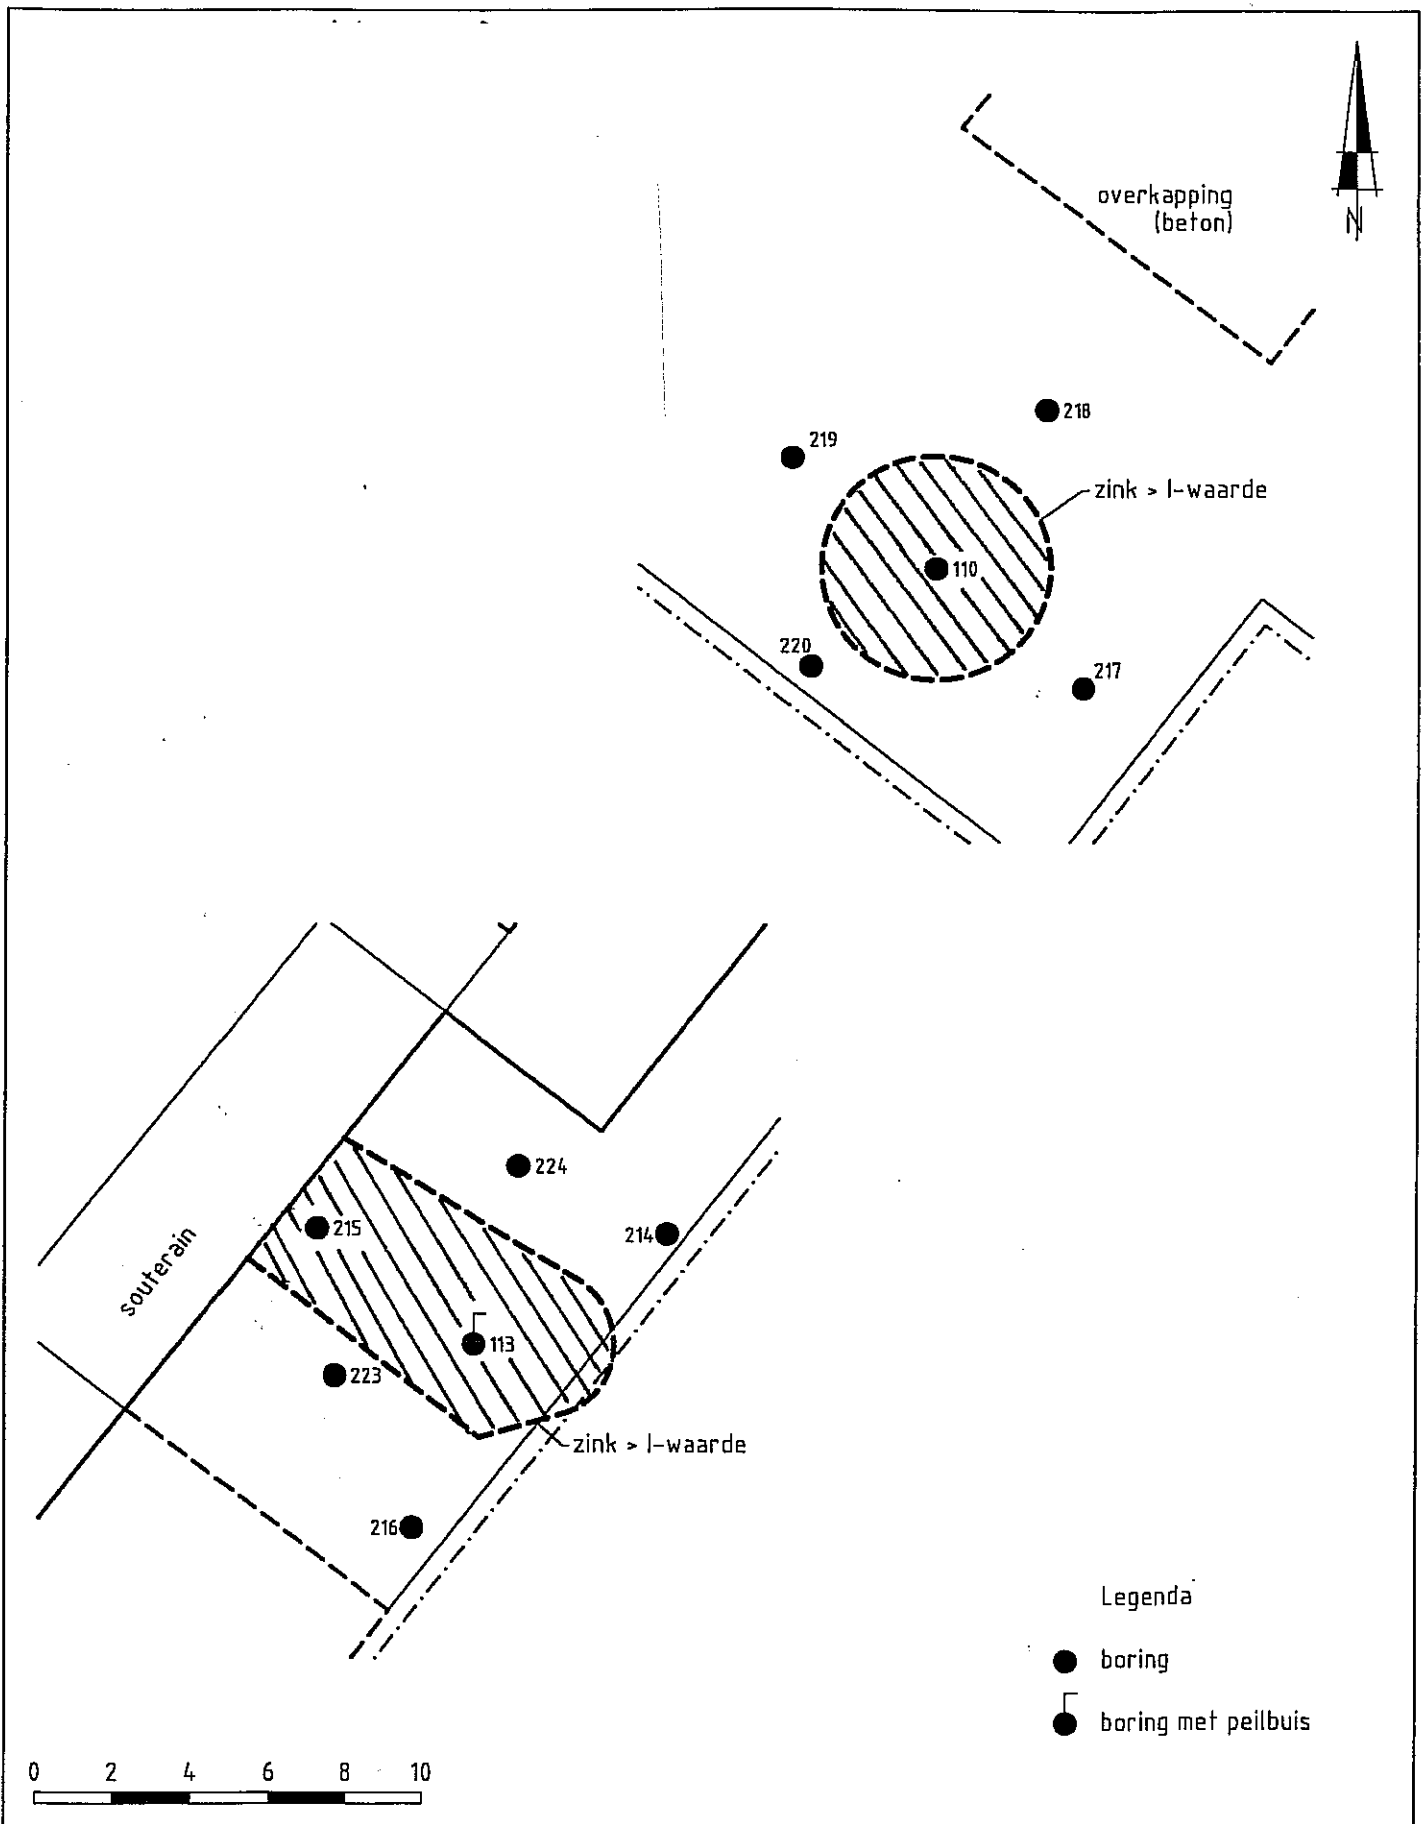 overkapping
(beton)
N
218
219
zink > I-waarde
110
220
217
224
215
214
souterain
113
223
zink > I-waarde
216
Legenda
boring
boring met peilbuis
0 2 4 6 8 10